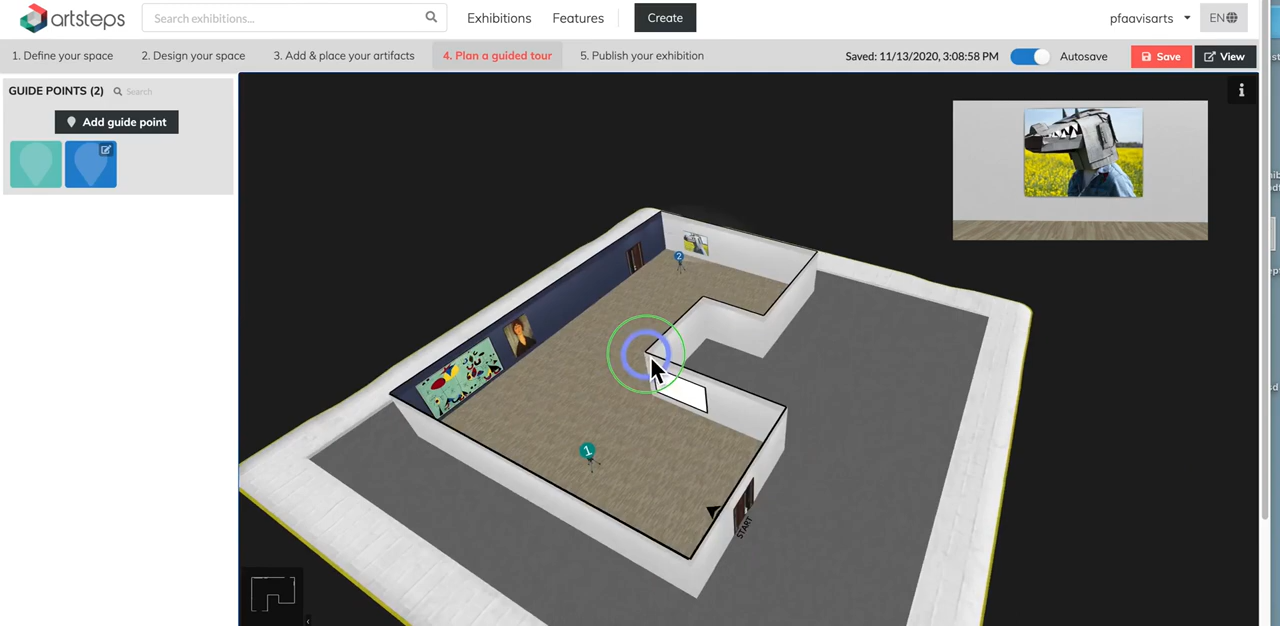 artsteps
Search exhibitions...
Exhibitions
Features
Create
pfaavisarts
EN
1. Define your space
2. Design your space
3. Add & place your artifacts
4. Plan a guided tour
5. Publish your exhibition
Saved: 11/13/2020, 3:08:58 PM
Autosave
Save
View
GUIDE POINTS (2)
Search
Add guide point
2
1
START